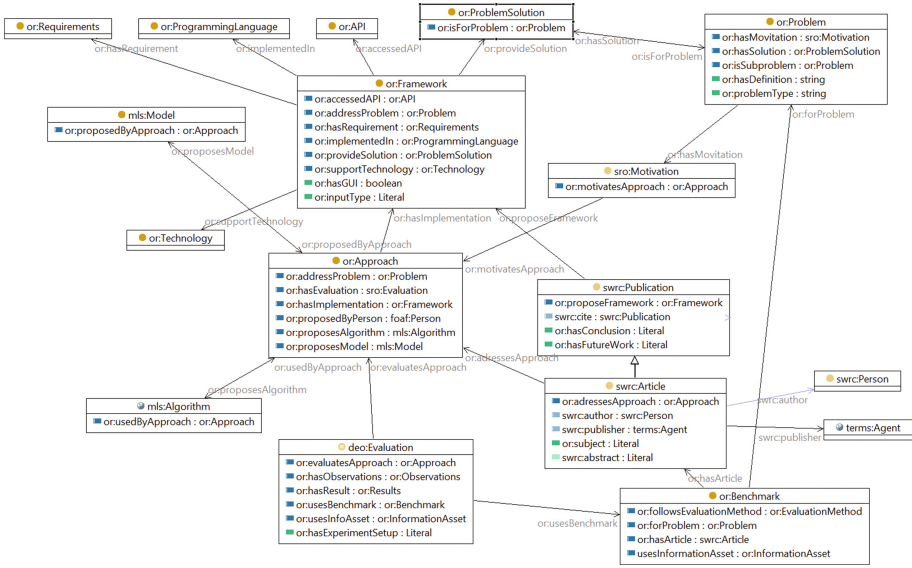 or:Requirements
or:ProgrammingLanguage
or:API
or:ProblemSolution
or:isForProblem : or:Problem
or:Problem
or:hasMovitation : sro:Motivation
or:hasSolution : or:ProblemSolution
or:isSubproblem : or:Problem
or:hasDefinition : string
or:problemType : string
or:hasRequirement
or:implementedIn
or:accessedAPI
or:provideSolution
or:hasSolution
or:isForProblem
or:forProblem
or:Framework
or:accessedAPI : or:API
or:addressProblem : or:Problem
or:hasRequirement : or:Requirements
or:implementedIn : or:ProgrammingLanguage
or:provideSolution : or:ProblemSolution
or:supportTechnology : or:Technology
or:hasGUI : boolean
or:inputType : Literal
mls:Model
or:proposedByApproach : or:Approach
or:proposesModel
or:hasMovitation
sro:Motivation
or:motivatesApproach : or:Approach
or:supportTechnology
or:hasImplementation
or:proposeFramework
or:Technology
or:proposedByApproach
or:Approach
or:addressProblem : or:Problem
or:hasEvaluation : sro:Evaluation
or:hasImplementation : or:Framework
or:proposedByPerson : foaf:Person
or:proposesAlgorithm : mls:Algorithm
or:proposesModel : mls:Model
or:motivatesApproach
swrc:Publication
or:proposeFramework : or:Framework
swrc:cite : swrc:Publication
or:hasConclusion : Literal
or:hasFutureWork : Literal
or:usedByApproach
or:evaluatesApproach
or:adressesApproach
or:proposesAlgorithm
mls:Algorithm
or:usedByApproach : or:Approach
swrc:Article
or:adressesApproach : or:Approach
swrc:author : swrc:Person
swrc:publisher : terms:Agent
or:subject : Literal
swrc:abstract : Literal
swrc:Person
swrc:author
terms:Agent
swrc:publisher
deo:Evaluation
or:evaluatesApproach : or:Approach
or:hasObservations : or:Observations
or:hasResult : or:Results
or:usesBenchmark : or:Benchmark
or:usesInfoAsset : or:InformationAsset
or:hasExperimentSetup : Literal
or:hasArticle
or:usesBenchmark
or:Benchmark
or:followsEvaluationMethod : or:EvaluationMethod
or:forProblem : or:Problem
or:hasArticle : swrc:Article
usesInformationAsset : or:InformationAsset